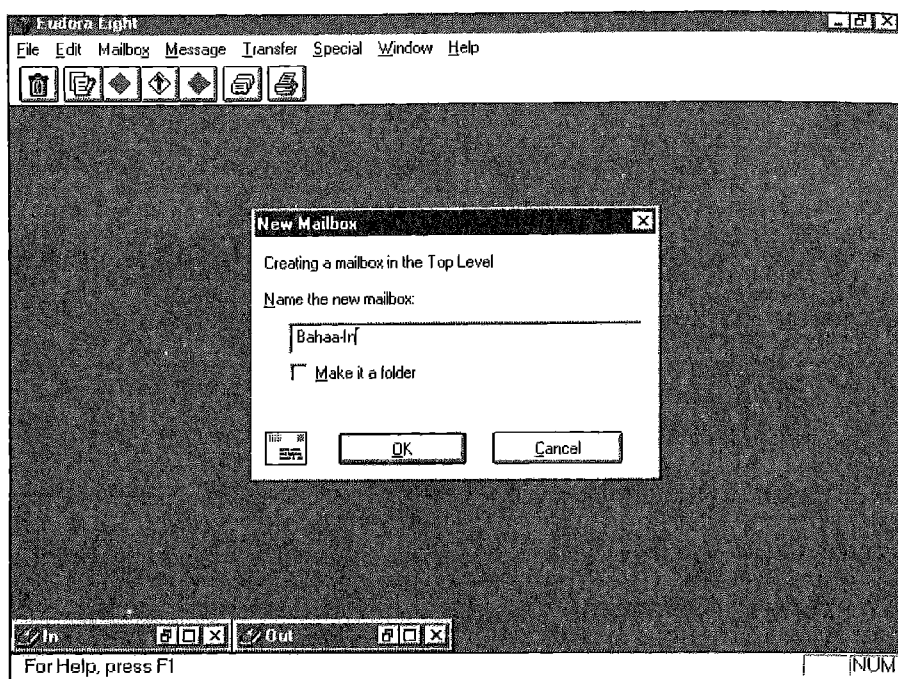 Eudora Light
File Edit Mailbox Message Transfer Special Window Help
New Mailbox
Creating a mailbox in the Top Level
Name the new mailbox:
Bahaa-In
Make it a folder
OK Cancel
In Out
For Help, press F1 NUM